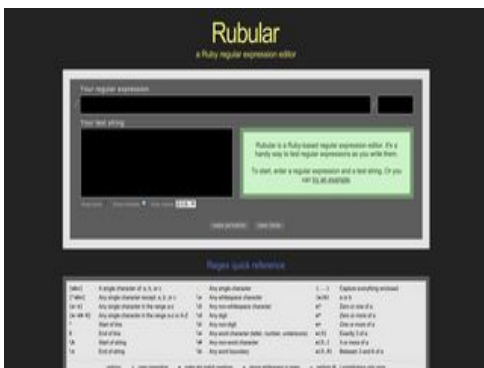 Rubular
a Ruby regular expression editor
Your regular expression:
/ /
Your test string:
Rubular is a Ruby-based regular expression editor. It's a
handy way to test regular expressions as you write them.
To start, enter a regular expression and a test string. Or you
can try an example.
Regex quick reference
[abc] A single character of: a, b, or c
[^abc] Any single character except: a, b, or c
[a-z] Any single character in the range a-z
[a-zA-Z] Any single character in the range a-z or A-Z
^ Start of line
$ End of line
\A Start of string
\z End of string
. Any single character
\s Any whitespace character
\S Any non-whitespace character
\d Any digit
\D Any non-digit
\w Any word character (letter, number, underscore)
\W Any non-word character
\b Any word boundary
(...) Capture everything enclosed
(a|b) a or b
a? Zero or one of a
a* Zero or more of a
a+ One or more of a
a{3} Exactly 3 of a
a{3,} 3 or more of a
a{3,6} Between 3 and 6 of a